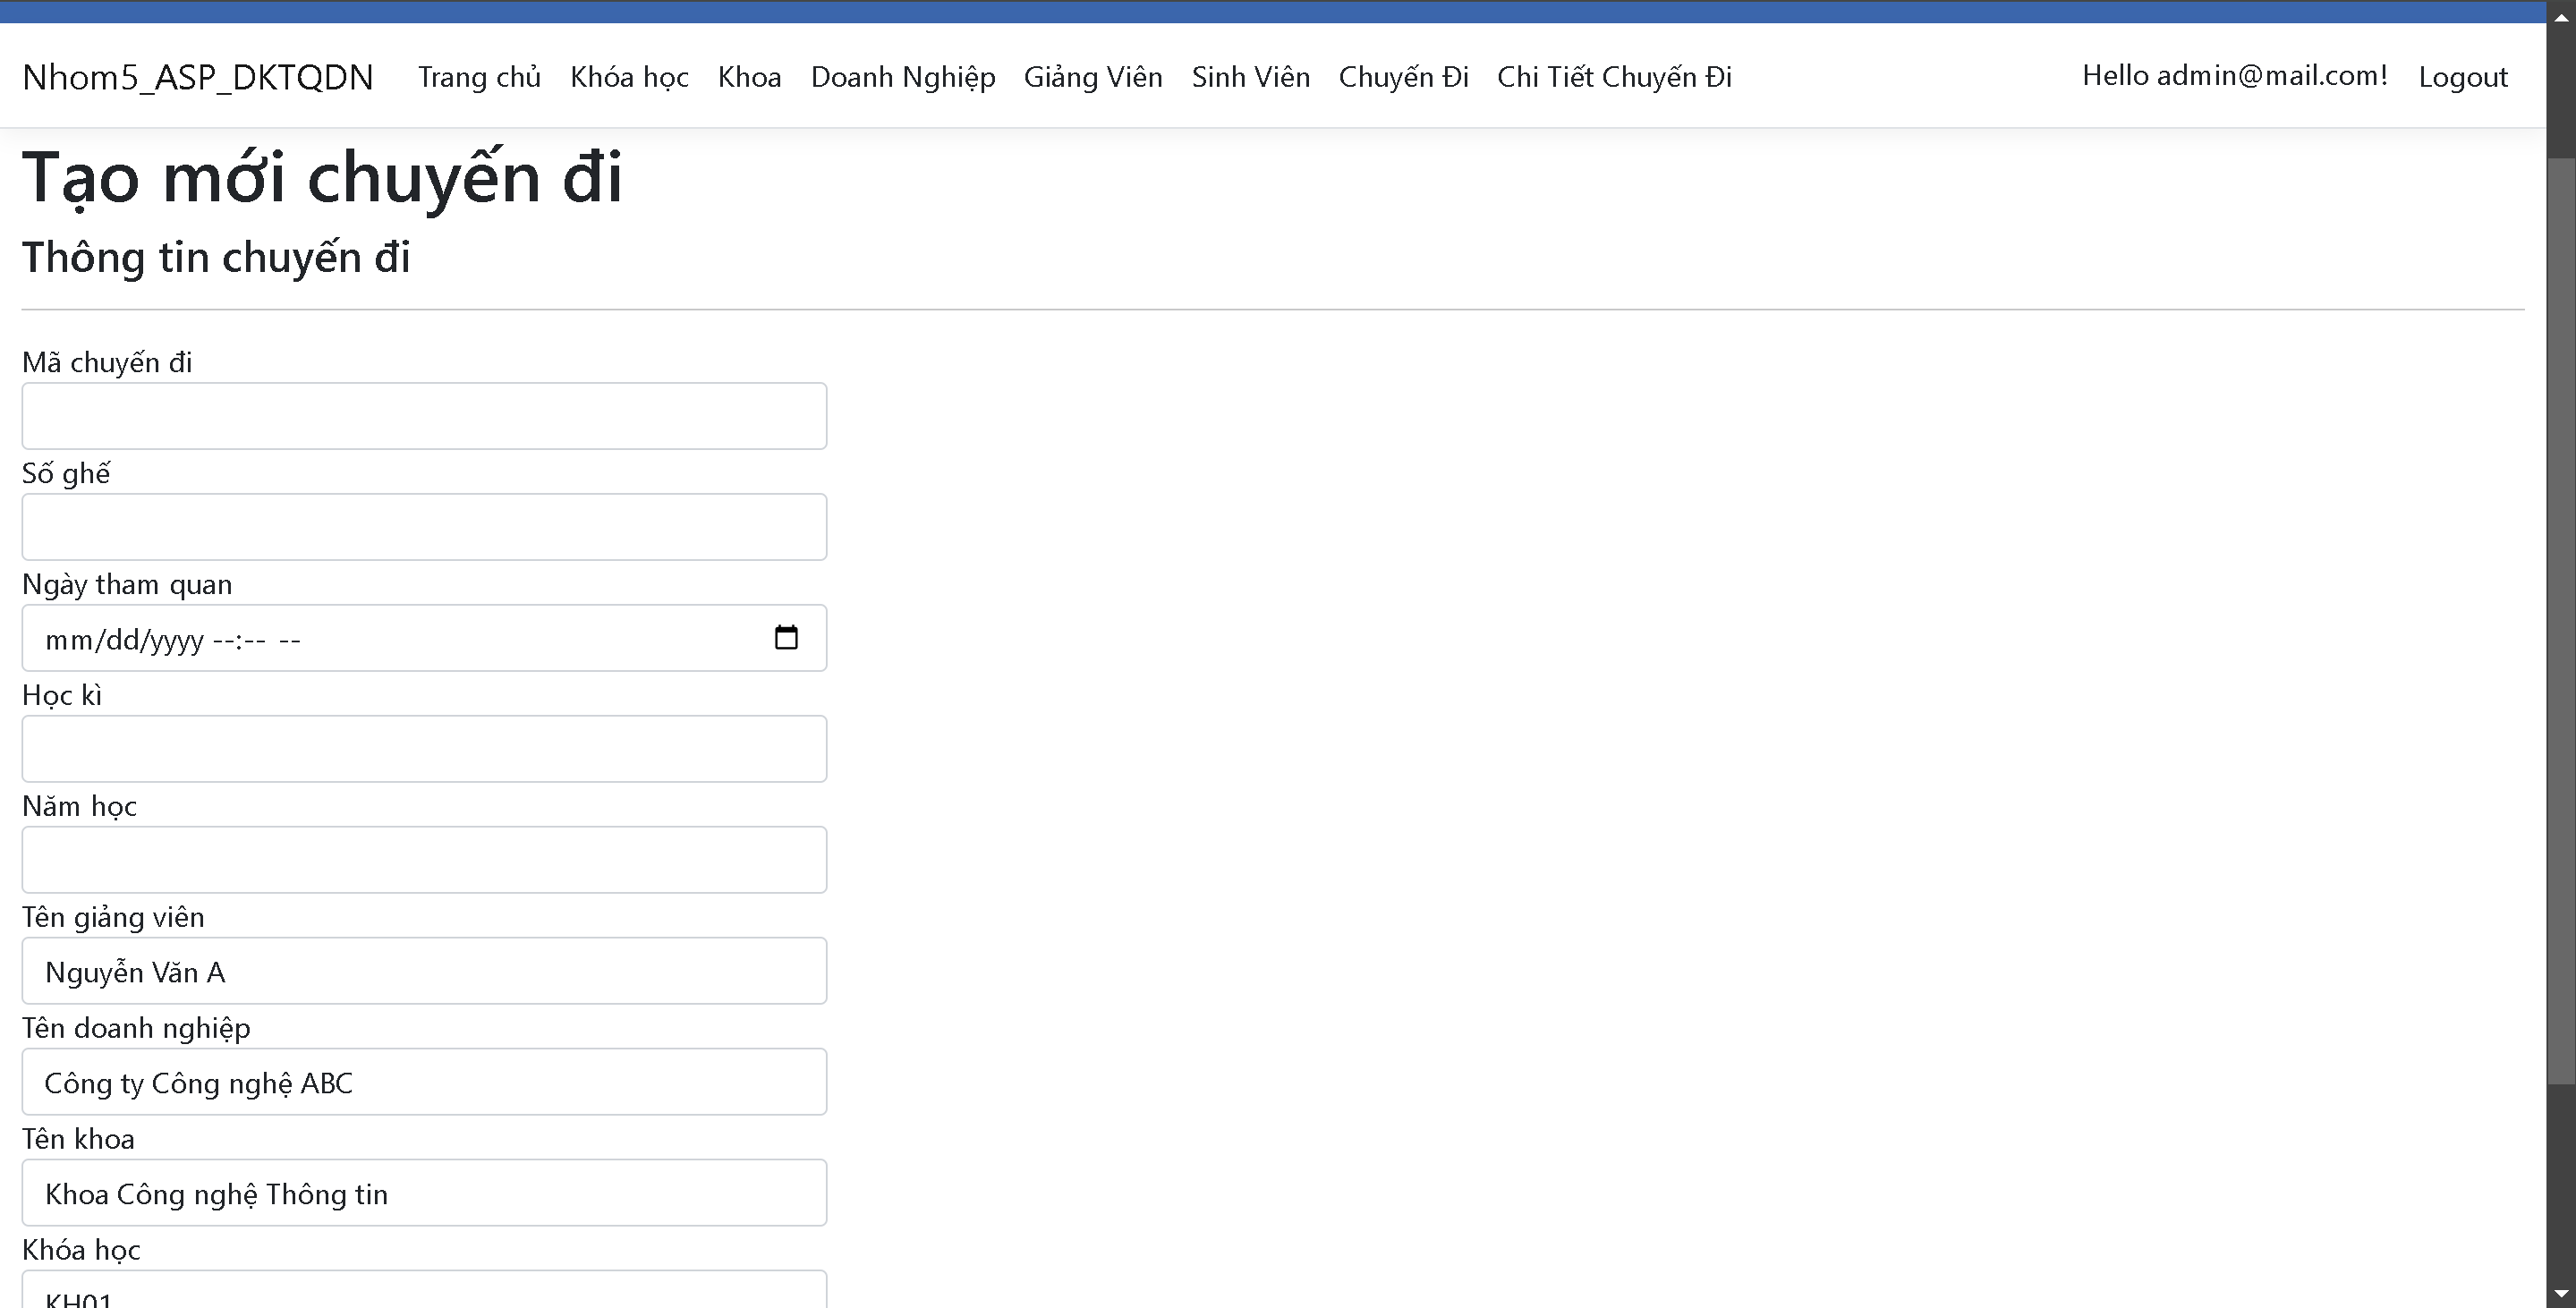 Nhom5_ASP_DKTQDN Trang chủ Khóa học Khoa Doanh Nghiệp Giảng Viên Sinh Viên Chuyến Đi Chi Tiết Chuyến Đi Hello admin@mail.com! Logout
Tạo mới chuyến đi
Thông tin chuyến đi
Mã chuyến đi
Số ghế
Ngày tham quan
mm/dd/yyyy --:-- --
Học kì
Năm học
Tên giảng viên
Nguyễn Văn A
Tên doanh nghiệp
Công ty Công nghệ ABC
Tên khoa
Khoa Công nghệ Thông tin
Khóa học
KH01